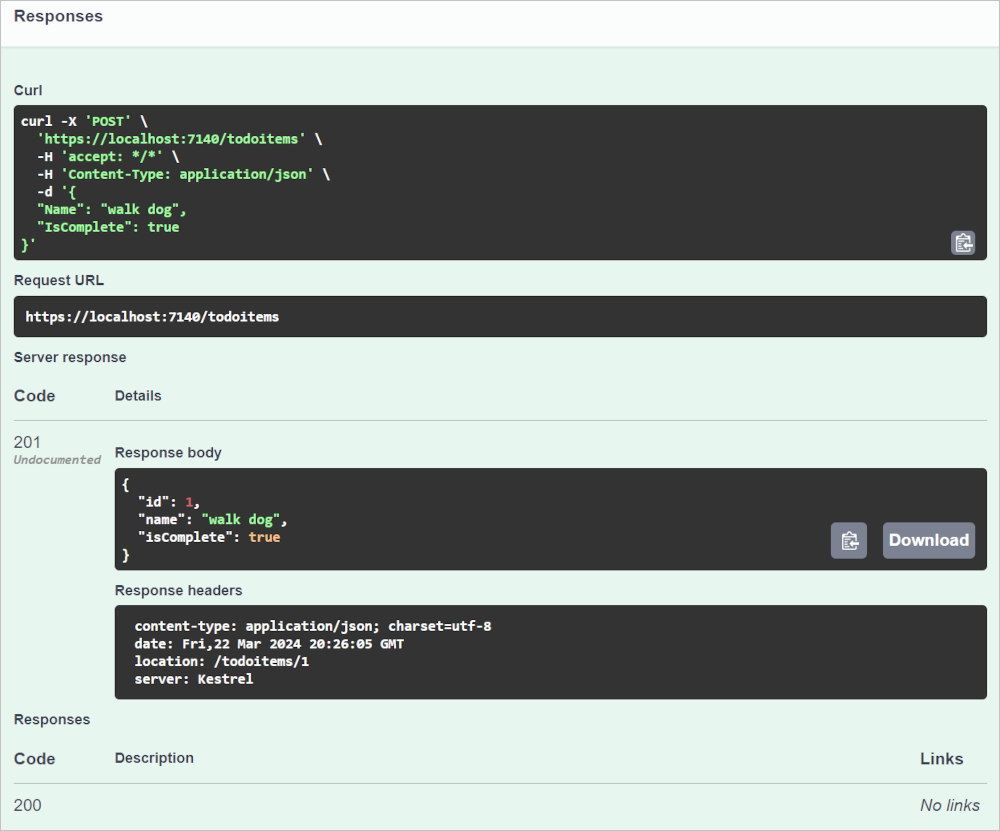 Responses
Curl
curl -X 'POST' \
  'https://localhost:7140/todoitems' \
  -H 'accept: */*' \
  -H 'Content-Type: application/json' \
  -d '{
  "Name": "walk dog",
  "IsComplete": true
}'
Request URL
https://localhost:7140/todoitems
Server response
Code Details
201
Undocumented
Response body
{
  "id": 1,
  "name": "walk dog",
  "isComplete": true
}
Download
Response headers
content-type: application/json; charset=utf-8
date: Fri,22 Mar 2024 20:26:05 GMT
location: /todoitems/1
server: Kestrel
Responses
Code Description Links
200 No links